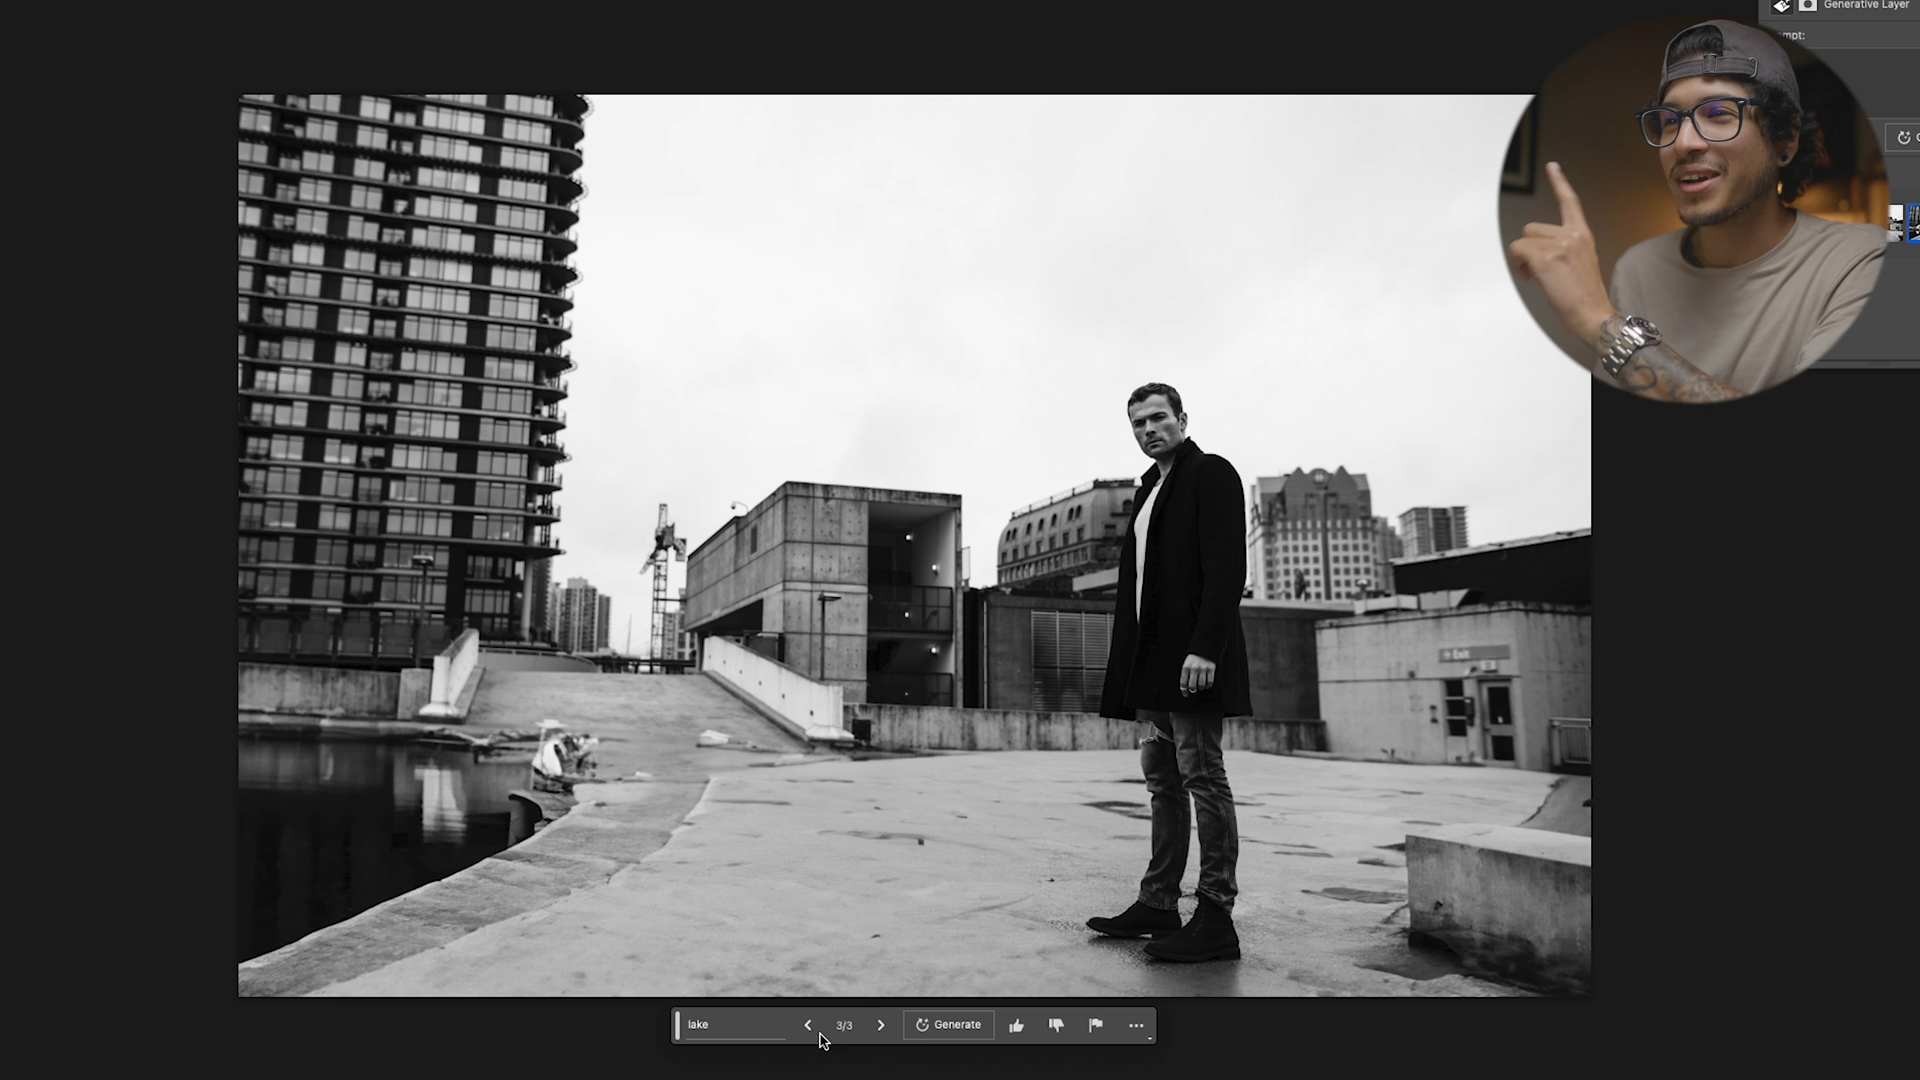 Generative Layer
mpt:
Exit
lake
3/3
Generate